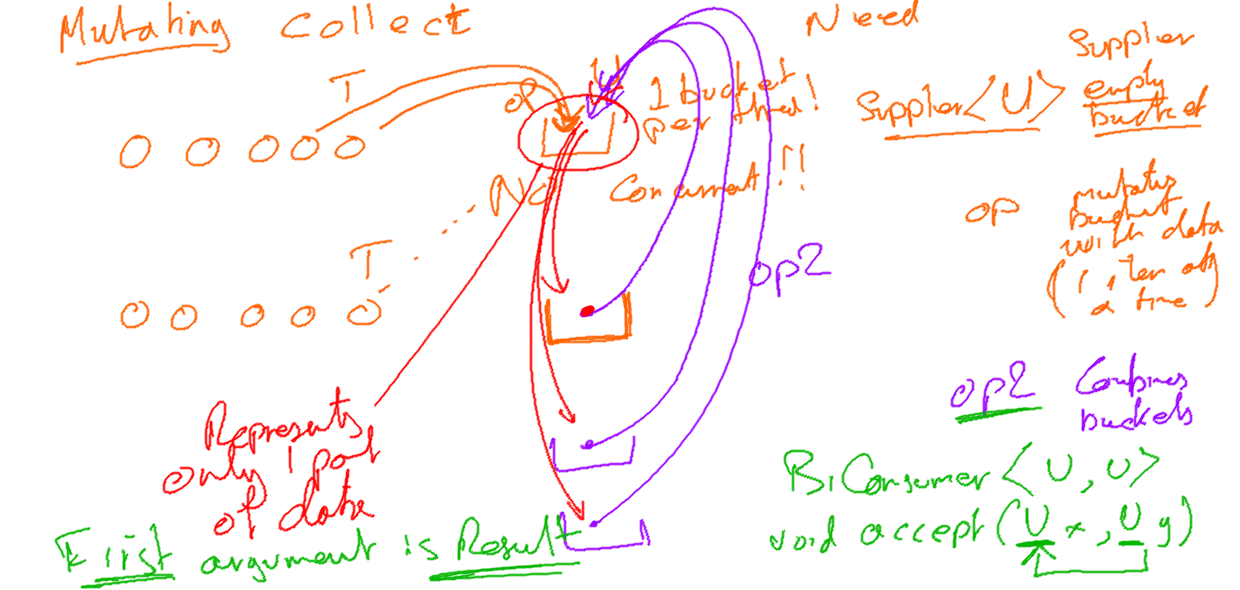 Mutating Collect
Need
T
op
1 bucket
per thread!
No Concurrent!!
Supplier<U>
Supplier
empty
bucket
op
mutates
bucket
with data
(1 item at
a time)
T
op2
op2
Combines
buckets
Represents
only 1 part
of data
BiConsumer<U,U>
void accept(U x, U y)
First argument is Result